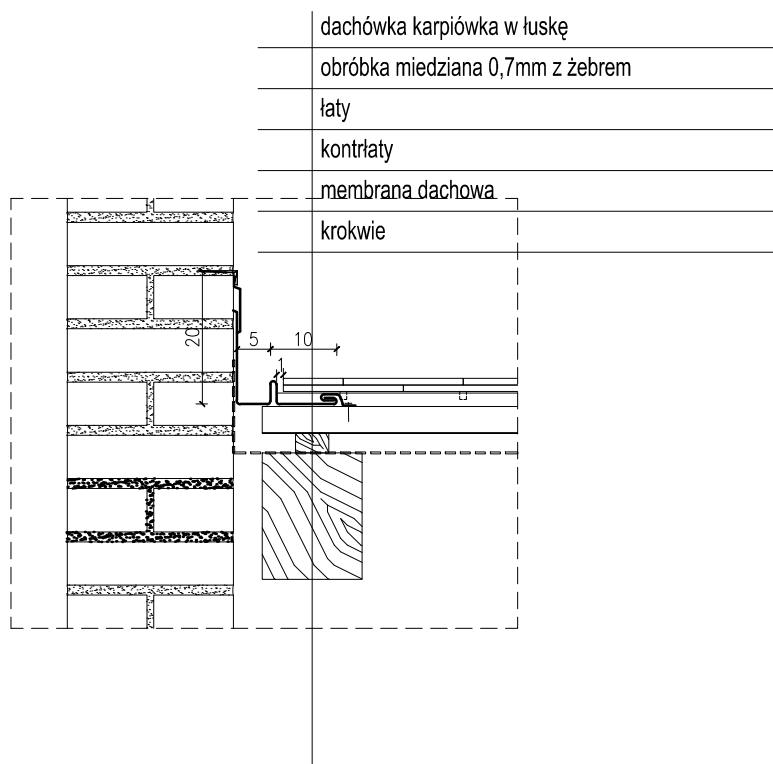 dachówka karpiówka w łuskę
obróbka miedziana 0,7mm z żebrem
łaty
kontrłaty
membrana dachowa
krokwie
20
5
10
1